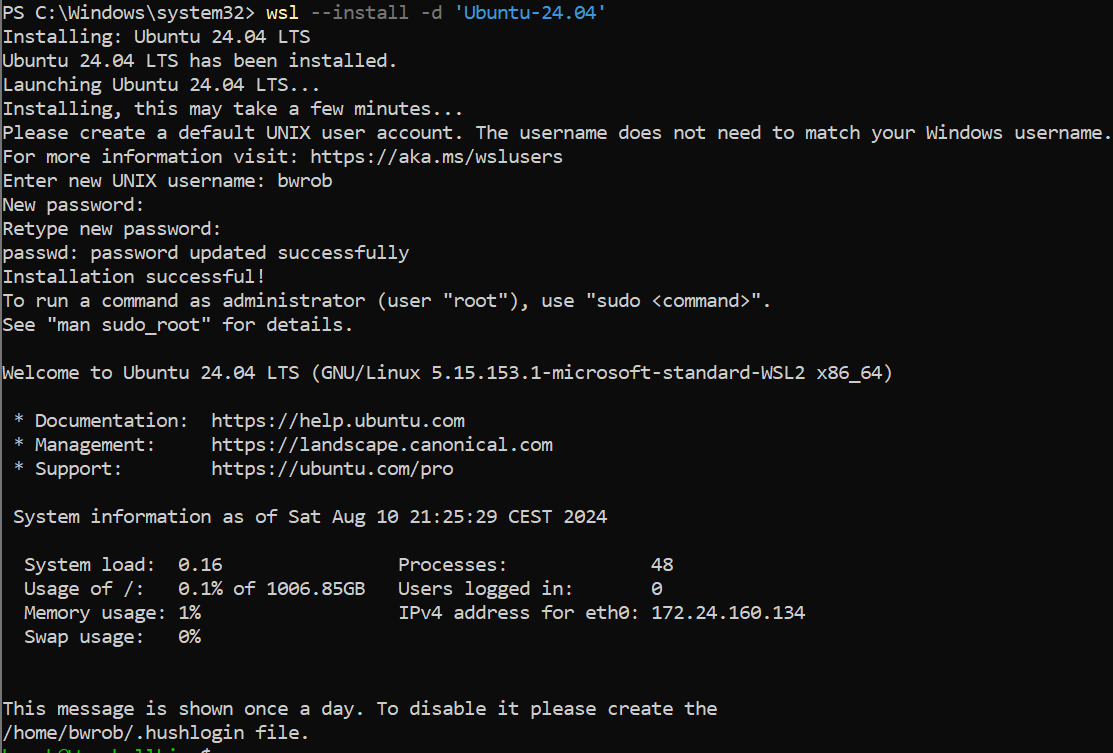 PS C:\Windows\system32> wsl --install -d 'Ubuntu-24.04'
Installing: Ubuntu 24.04 LTS
Ubuntu 24.04 LTS has been installed.
Launching Ubuntu 24.04 LTS...
Installing, this may take a few minutes...
Please create a default UNIX user account. The username does not need to match your Windows username.
For more information visit: https://aka.ms/wslusers
Enter new UNIX username: bwrob
New password:
Retype new password:
passwd: password updated successfully
Installation successful!
To run a command as administrator (user "root"), use "sudo <command>".
See "man sudo_root" for details.

Welcome to Ubuntu 24.04 LTS (GNU/Linux 5.15.153.1-microsoft-standard-WSL2 x86_64)

 * Documentation:  https://help.ubuntu.com
 * Management:     https://landscape.canonical.com
 * Support:        https://ubuntu.com/pro

 System information as of Sat Aug 10 21:25:29 CEST 2024

  System load:  0.16                Processes:             48
  Usage of /:   0.1% of 1006.85GB   Users logged in:       0
  Memory usage: 1%                  IPv4 address for eth0: 172.24.160.134
  Swap usage:   0%

This message is shown once a day. To disable it please create the
/home/bwrob/.hushlogin file.